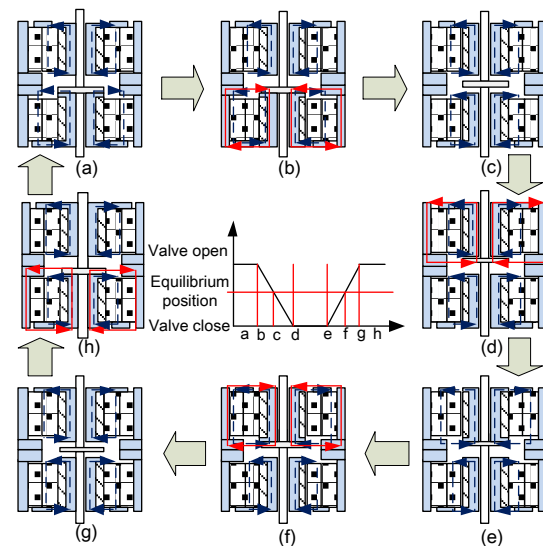 (a)
(b)
(c)
(h)
Valve open
Equilibrium
position
Valve close
a b c d e f g h
(d)
(g)
(f)
(e)